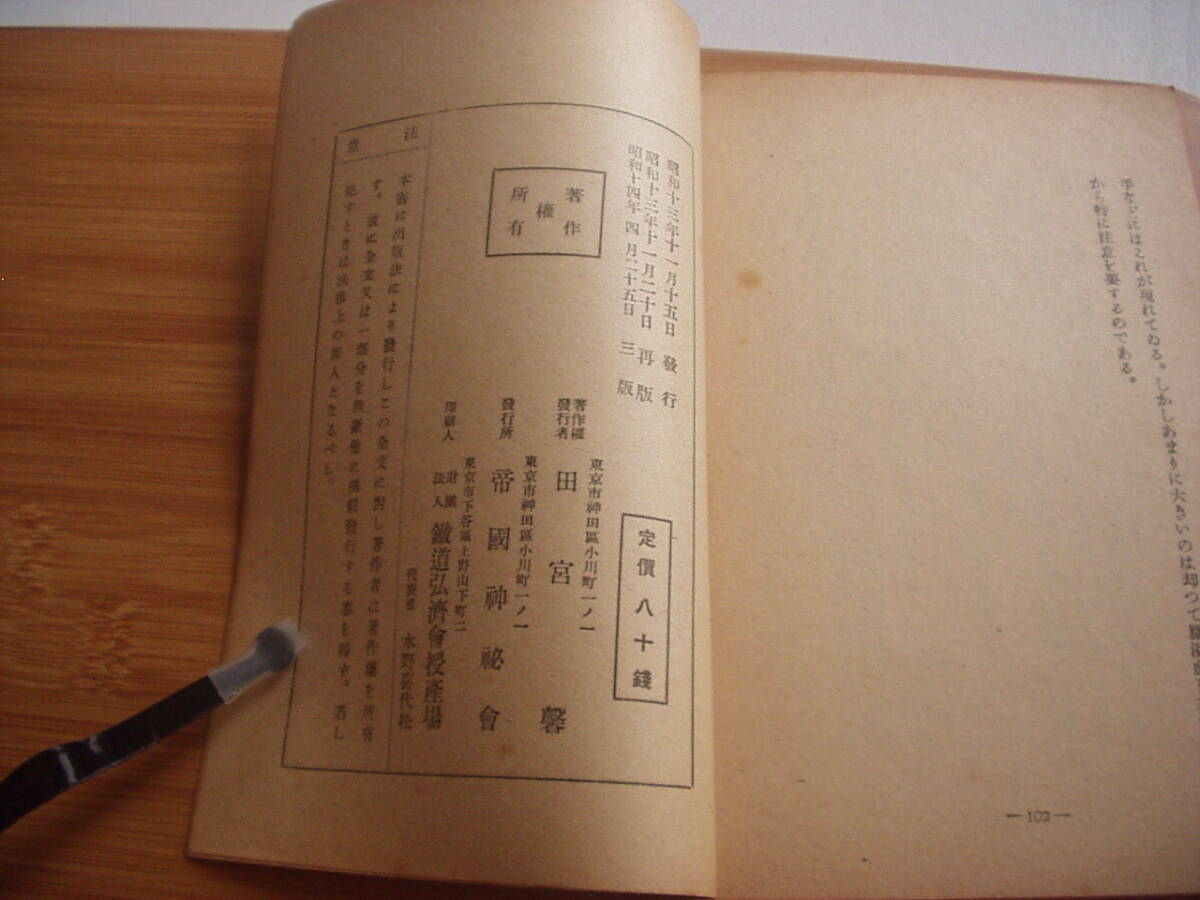 手などにはこれが現れてゐる。しかしあまりに大きいのは却つて
から特に注意を要するのである。
—102—
昭和十三年十一月十五日 發行
昭和十三年十一月二十日 再版
昭和十四年四月二十五日 三版
定價八十錢
著作權所有
東京市神田區小川町一ノ一
著作權
發行者 田宮馨
東京市神田區小川町一ノ一
發行所 帝國神祕會
東京市下谷區上野山下町二
印刷人 財團法人 鐵道弘濟會授產場
代表者 水野喜代松
注意
本書は出版法により發行しこの全文に對し著作者は著作權を所有
す。故に全文又は一部分を無斷他に掲載發行する事を得ず。若し
犯すときは法律上の罪人となるべし。